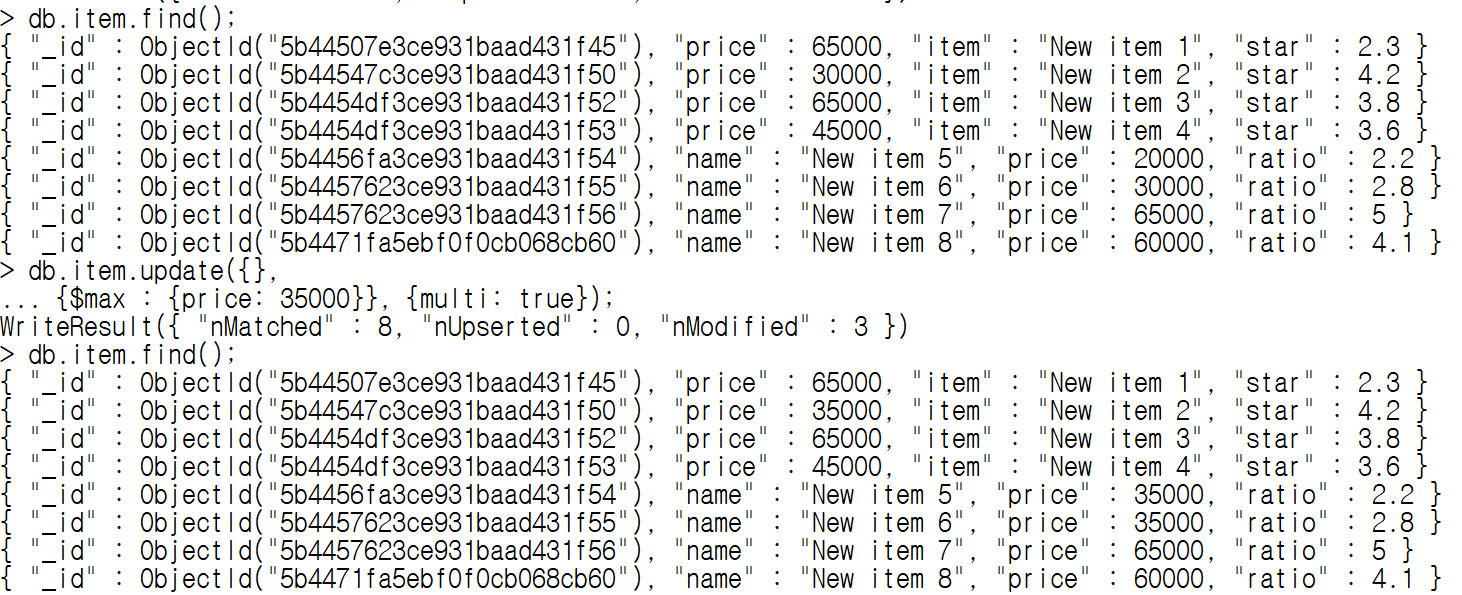 > db.item.find();
{ "_id" : ObjectId("5b44507e3ce931baad431f45"), "price" : 65000, "item" : "New item 1", "star" : 2.3 }
{ "_id" : ObjectId("5b44547c3ce931baad431f50"), "price" : 30000, "item" : "New item 2", "star" : 4.2 }
{ "_id" : ObjectId("5b4454df3ce931baad431f52"), "price" : 65000, "item" : "New item 3", "star" : 3.8 }
{ "_id" : ObjectId("5b4454df3ce931baad431f53"), "price" : 45000, "item" : "New item 4", "star" : 3.6 }
{ "_id" : ObjectId("5b4456fa3ce931baad431f54"), "name" : "New item 5", "price" : 20000, "ratio" : 2.2 }
{ "_id" : ObjectId("5b4457623ce931baad431f55"), "name" : "New item 6", "price" : 30000, "ratio" : 2.8 }
{ "_id" : ObjectId("5b4457623ce931baad431f56"), "name" : "New item 7", "price" : 65000, "ratio" : 5 }
{ "_id" : ObjectId("5b4471fa5ebf0f0cb068cb60"), "name" : "New item 8", "price" : 60000, "ratio" : 4.1 }
> db.item.update({},
... {$max : {price: 35000}}, {multi: true});
WriteResult({ "nMatched" : 8, "nUpserted" : 0, "nModified" : 3 })
> db.item.find();
{ "_id" : ObjectId("5b44507e3ce931baad431f45"), "price" : 65000, "item" : "New item 1", "star" : 2.3 }
{ "_id" : ObjectId("5b44547c3ce931baad431f50"), "price" : 35000, "item" : "New item 2", "star" : 4.2 }
{ "_id" : ObjectId("5b4454df3ce931baad431f52"), "price" : 65000, "item" : "New item 3", "star" : 3.8 }
{ "_id" : ObjectId("5b4454df3ce931baad431f53"), "price" : 45000, "item" : "New item 4", "star" : 3.6 }
{ "_id" : ObjectId("5b4456fa3ce931baad431f54"), "name" : "New item 5", "price" : 35000, "ratio" : 2.2 }
{ "_id" : ObjectId("5b4457623ce931baad431f55"), "name" : "New item 6", "price" : 35000, "ratio" : 2.8 }
{ "_id" : ObjectId("5b4457623ce931baad431f56"), "name" : "New item 7", "price" : 65000, "ratio" : 5 }
{ "_id" : ObjectId("5b4471fa5ebf0f0cb068cb60"), "name" : "New item 8", "price" : 60000, "ratio" : 4.1 }